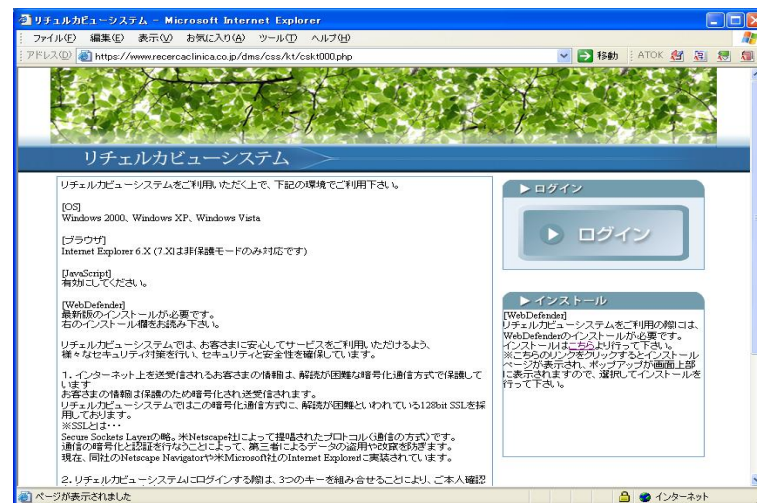 リチェルカビューシステム - Microsoft Internet Explorer
ファイル(F) 編集(E) 表示(V) お気に入り(A) ツール(T) ヘルプ(H)
アドレス(D) https://www.recercaclinica.co.jp/dms/css/kt/cskt000.php 移動 ATOK
リチェルカビューシステム
リチェルカビューシステムをご利用いただく上で、下記の環境でご利用下さい。
[OS]
Windows 2000、Windows XP、Windows Vista
[ブラウザ]
Internet Explorer 6.X (7.Xは非保護モードのみ対応です)
[JavaScript]
有効にしてください。
[WebDefender]
最新版のインストールが必要です。
右のインストール欄をお読み下さい。
リチェルカビューシステムでは、お客さまに安心してサービスをご利用いただけるよう、
様々なセキュリティ対策を行い、セキュリティと安全性を確保しています。
1. インターネット上を送受信されるお客さまの情報は、解読が困難な暗号化通信方式で保護して
います
お客さまの情報は保護のため暗号化され送受信されます。
リチェルカビューシステムではこの暗号化通信方式に、解読が困難といわれている128bit SSLを採
用しております。
※SSLとは・・・
Secure Sockets Layerの略。米Netscape社によって提唱されたプロトコル(通信の方式)です。
通信の暗号化と認証を行なうことによって、第三者によるデータの盗用や改竄を防ぎます。
現在、同社のNetscape Navigatorや米Microsoft社のInternet Explorerに実装されています。
2. リチェルカビューシステムにログインする際は、3つのキーを組み合せることにより、ご本人確認
ログイン
ログイン
インストール
[WebDefender]
リチェルカビューシステムをご利用の際には、
WebDefenderのインストールが必要です。
インストールはこちらより行って下さい。
※こちらのリンクをクリックするとインストール
ページが表示され、ポップアップが画面上部
に表示されますので、選択してインストールを
行って下さい。
ページが表示されました
インターネット